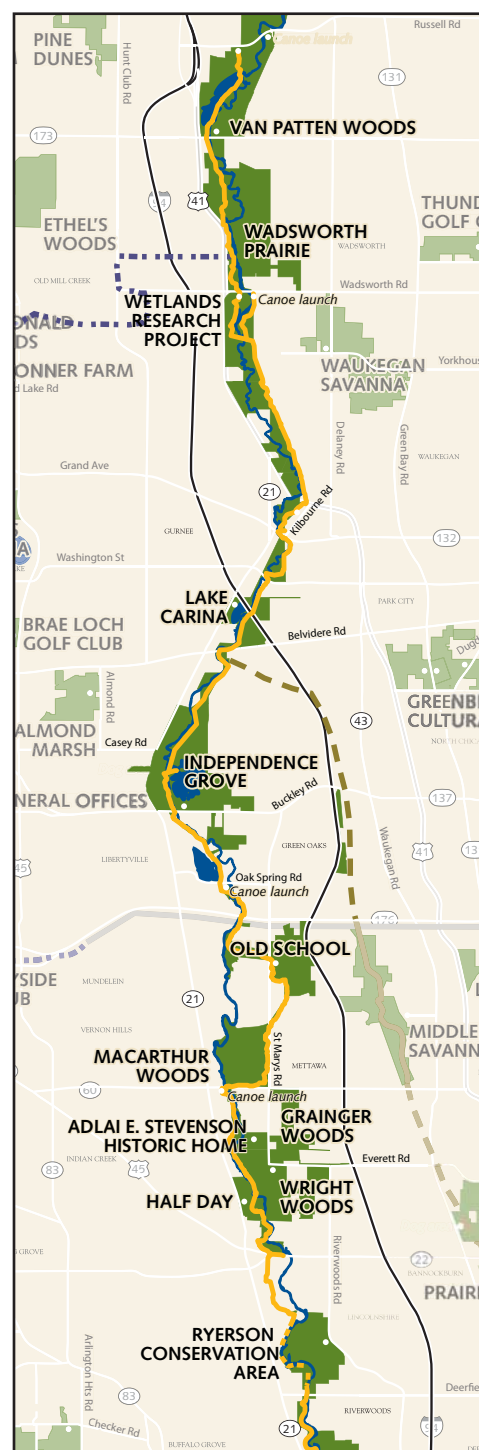 Canoe launch
Russell Rd
PINE
DUNES
Hunt Club Rd
131
VAN PATTEN WOODS
173
94
41
THUND
GOLF C
ETHEL'S
WOODS
WADSWORTH
PRAIRIE
WADSWORTH
OLD MILL CREEK
Wadsworth Rd
WETLANDS
RESEARCH
PROJECT
Canoe launch
ONALD
DS
ONNER FARM
d Lake Rd
Yorkhous
WAUKEGAN
SAVANNA
Delaney Rd
Green Bay Rd
WAUKEGAN
Grand Ave
21
Kilbourne Rd
GURNEE
132
Washington St
LAKE
CARINA
PARK CITY
BRAE LOCH
GOLF CLUB
Belvidere Rd
Dugd
Almond Rd
GREENBE
CULTURA
43
ALMOND
MARSH
Casey Rd
NORTH CHICAG
INDEPENDENCE
GROVE
NERAL OFFICES
Buckley Rd
137
Waukegan Rd
GREEN OAKS
LIBERTYVILLE
45
41
Oak Spring Rd
Canoe launch
176
OLD SCHOOL
YSIDE
UB
MUNDELEIN
21
VERNON HILLS
MIDDLE
SAVANN
MACARTHUR
WOODS
St Marys Rd
METTAWA
60
Canoe launch
GRAINGER
WOODS
ADLAI E. STEVENSON
HISTORIC HOME
INDIAN CREEK
Everett Rd
83
45
HALF DAY
WRIGHT
WOODS
Riverwoods Rd
22
BANNOCKBURN
PRAIRI
LINCOLNSHIRE
RYERSON
CONSERVATION
AREA
Arlington Hts Rd
83
Deerfie
RIVERWOODS
Checker Rd
21
94
BUFFALO GROVE